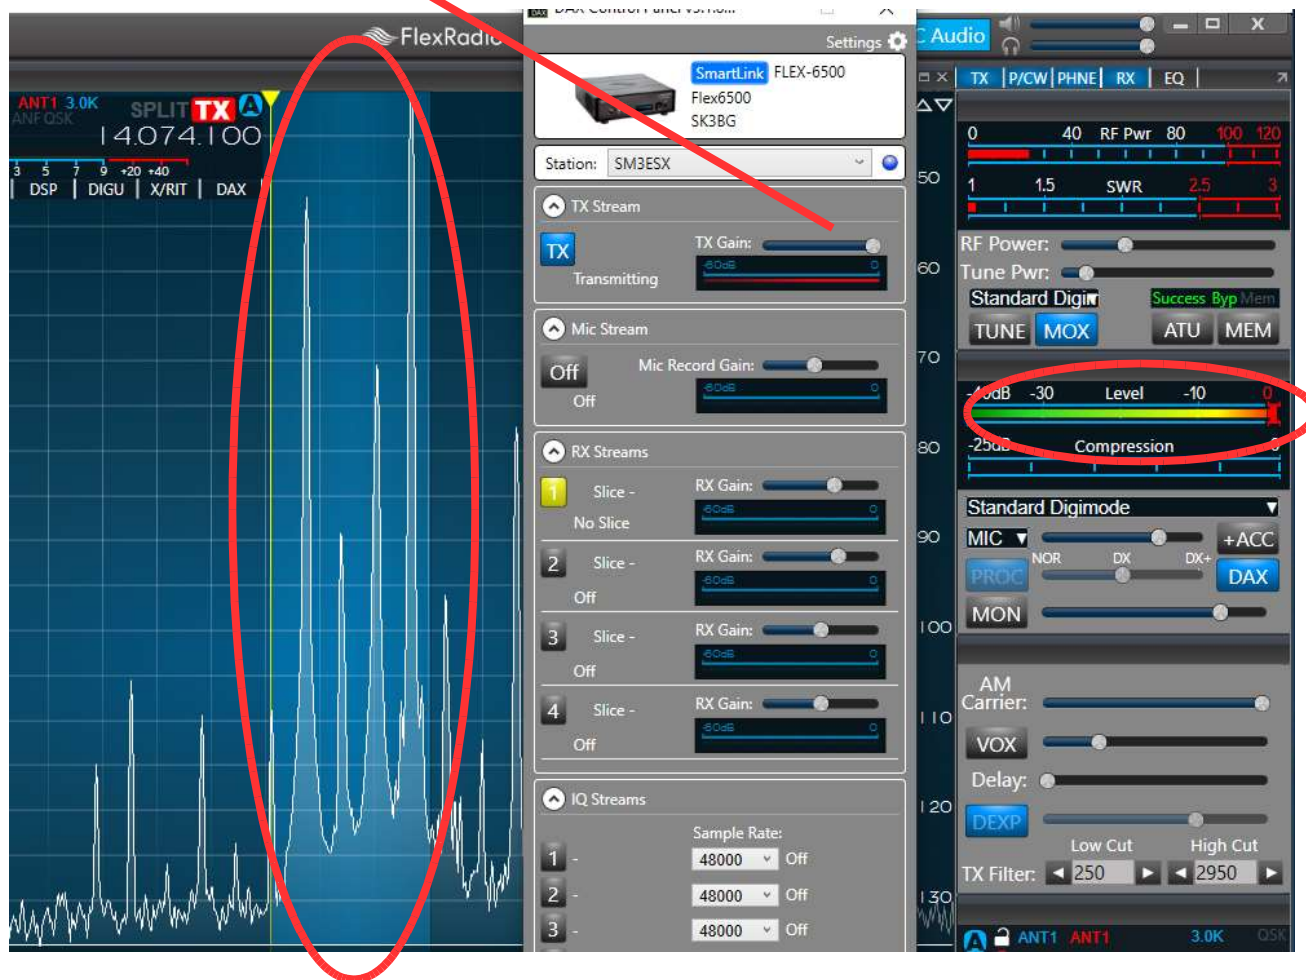 FlexRadio
ANT1 3.0K
ANF QSK
SPLIT TX A
14.074.100
3 5 7 9 +20 +40
DSP DIGU X/RIT DAX
DAX Control Panel
Settings
SmartLink FLEX-6500
Flex6500
SK3BG
Station: SM3ESX
TX Stream
TX
TX Gain:
-60dB 0
Transmitting
Mic Stream
Off
Mic Record Gain:
-60dB 0
Off
RX Streams
1 Slice - RX Gain:
-60dB 0
No Slice
2 Slice - RX Gain:
-60dB 0
Off
3 Slice - RX Gain:
-60dB 0
Off
4 Slice - RX Gain:
-60dB 0
Off
IQ Streams
Sample Rate:
1 - 48000 Off
2 - 48000 Off
3 - 48000 Off
50
60
70
80
90
100
110
120
130
C Audio
X
TX P/CW PHNE RX EQ
0 40 RF Pwr 80 100 120
1 1.5 SWR 2.5 3
RF Power:
Tune Pwr:
Standard Digi
Success Byp Mem
TUNE MOX ATU MEM
-40dB -30 Level -10 0
-25dB Compression 0
Standard Digimode
MIC +ACC
NOR DX DX+
PROC DAX
MON
AM
Carrier:
VOX
Delay:
DEXP
Low Cut High Cut
TX Filter: 250 2950
A ANT1 ANT1 3.0K QSK